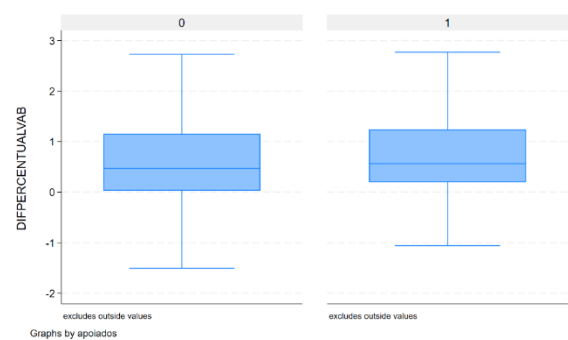 0
1
DIFPERCENTUALVAB
3
2
1
0
-1
-2
excludes outside values
excludes outside values
Graphs by apoiados